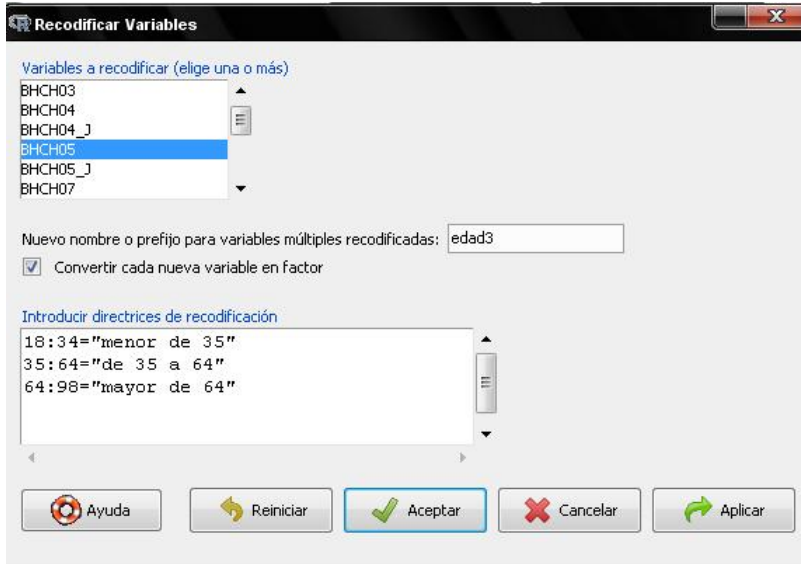 Recodificar Variables
Variables a recodificar (elige una o más)
BHCH03
BHCH04
BHCH04_J
BHCH05
BHCH05_J
BHCH07
Nuevo nombre o prefijo para variables múltiples recodificadas: edad3
Convertir cada nueva variable en factor
Introducir directrices de recodificación
18:34="menor de 35"
35:64="de 35 a 64"
64:98="mayor de 64"
Ayuda Reiniciar Aceptar Cancelar Aplicar